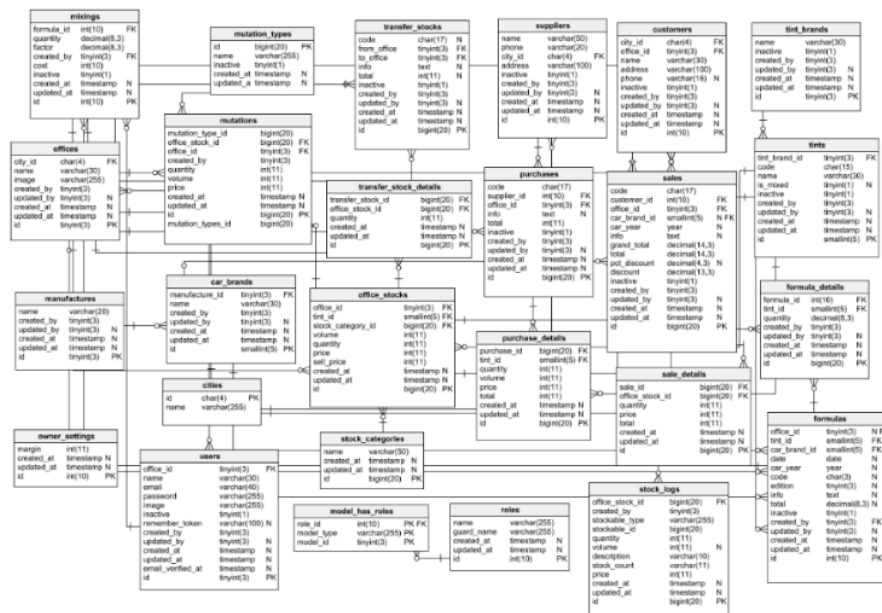 mixings
formula_id int(10) FK
quantity decimal(8,3)
factor decimal(8,3)
created_by tinyint(3) FK
cost int(10)
inactive tinyint(1)
created_at timestamp N
updated_at timestamp N
id int(10) PK
mutation_types
id bigint(20) PK
name varchar(255)
inactive tinyint(1)
created_at timestamp N
updated_a timestamp N
transfer_stocks
code char(17) N
from_office tinyint(3) FK
to_office tinyint(3) FK
info text N
total int(11) N
inactive tinyint(1)
created_by tinyint(3)
updated_by tinyint(3) N
created_at timestamp N
updated_at timestamp N
id bigint(20) PK
suppliers
name varchar(50)
phone varchar(20)
city_id char(4) FK
address varchar(100)
inactive tinyint(1)
created_by tinyint(3)
updated_by tinyint(3) N
created_at timestamp N
updated_at timestamp N
id int(10) PK
customers
city_id char(4) FK
office_id tinyint(3) FK
name varchar(30)
address varchar(100)
phone varchar(16) N
inactive tinyint(1)
created_by tinyint(3)
updated_by tinyint(3) N
created_at timestamp N
updated_at timestamp N
id int(10) PK
tint_brands
name varchar(30)
inactive tinyint(1)
created_by tinyint(3)
updated_by tinyint(3) N
created_at timestamp N
updated_at timestamp N
id tinyint(3) PK
offices
city_id char(4) FK
name varchar(30)
image varchar(255)
created_by tinyint(3)
updated_by tinyint(3) N
created_at timestamp N
updated_at timestamp N
id tinyint(3) PK
mutations
mutation_type_id bigint(20)
office_stock_id bigint(20) FK
office_id tinyint(3) FK
created_by tinyint(3)
quantity int(11)
volume int(11)
price int(11)
created_at timestamp N
updated_at timestamp N
id bigint(20) PK
mutation_types_id bigint(20)
transfer_stock_details
transfer_stock_id bigint(20) FK
office_stock_id bigint(20) FK
quantity int(11)
created_at timestamp N
updated_at timestamp N
id bigint(20) PK
purchases
code char(17)
supplier_id int(10) FK
office_id tinyint(3) FK
info text N
total int(11)
inactive tinyint(1)
created_by tinyint(3)
updated_by tinyint(3) N
created_at timestamp N
updated_at timestamp N
id bigint(20) PK
sales
code char(17)
customer_id int(10) FK
office_id tinyint(3) FK
car_brand_id smallint(5) N FK
car_year year N
info text N
grand_total decimal(14,3)
total decimal(14,3)
pct_discount decimal(4,3) N
discount decimal(13,3)
inactive tinyint(1)
created_by tinyint(3)
updated_by tinyint(3) N
created_at timestamp N
updated_at timestamp N
id bigint(20) PK
tints
tint_brand_id tinyint(3) FK
code char(15)
name varchar(30)
is_mixed tinyint(1) N
inactive tinyint(1)
created_by tinyint(3)
updated_by tinyint(3) N
created_at timestamp N
updated_at timestamp N
id smallint(5) PK
manufactures
name varchar(20)
created_by tinyint(3)
updated_by tinyint(3) N
created_at timestamp N
updated_at timestamp N
id tinyint(3) PK
car_brands
manufacture_id tinyint(3) FK
name varchar(30)
created_by tinyint(3)
updated_by tinyint(3) N
created_at timestamp N
updated_at timestamp N
id smallint(5) PK
office_stocks
office_id tinyint(3) FK
tint_id smallint(5) FK
stock_category_id bigint(20) FK
volume int(11)
quantity int(11)
price int(11)
sell_price int(11)
created_at timestamp N
updated_at timestamp N
id bigint(20) PK
purchase_details
purchase_id bigint(20) FK
tint_id smallint(5) FK
quantity int(11)
volume int(11)
price int(11)
total int(11)
created_at timestamp N
updated_at timestamp N
id bigint(20) PK
formula_details
formula_id int(10) FK
tint_id smallint(5) FK
quantity decimal(8,3)
created_by tinyint(3)
updated_by tinyint(3) N
created_at timestamp N
updated_at timestamp N
id int(10) PK
cities
id char(4) PK
name varchar(255)
sale_details
sale_id bigint(20) FK
office_stock_id bigint(20) FK
quantity int(11)
price int(11)
total int(11)
created_at timestamp N
updated_at timestamp N
id bigint(20) PK
owner_settings
margin int(11)
created_at timestamp N
updated_at timestamp N
id int(10) PK
users
office_id tinyint(3) FK
name varchar(30)
email varchar(40)
password varchar(255)
image varchar(255)
inactive tinyint(1)
remember_token varchar(100) N
created_by tinyint(3)
updated_by tinyint(3) N
created_at timestamp N
updated_at timestamp N
email_verified_at timestamp N
id tinyint(3) PK
stock_categories
name varchar(50)
created_at timestamp N
updated_at timestamp N
id bigint(20) PK
formulas
office_id tinyint(3) N F
tint_id smallint(5) FK
car_brand_id smallint(5) FK
date date N
car_year year N
code char(3) N
edition tinyint(3) N
info text N
total decimal(8,3) N
inactive tinyint(1)
created_by tinyint(3) FK
updated_by tinyint(3) N
created_at timestamp N
updated_at timestamp N
id int(10) PK
model_has_roles
role_id int(10) PK FK
model_type varchar(255) PK
model_id tinyint(3) PK
roles
name varchar(255)
guard_name varchar(255)
created_at timestamp N
updated_at timestamp N
id int(10) PK
stock_logs
office_stock_id bigint(20) FK
created_by tinyint(3)
stockable_type varchar(255)
stockable_id bigint(20)
quantity int(11)
volume int(11) N
description varchar(10)
stock_count varchar(11)
price int(11)
created_at timestamp N
updated_at timestamp N
id bigint(20) PK